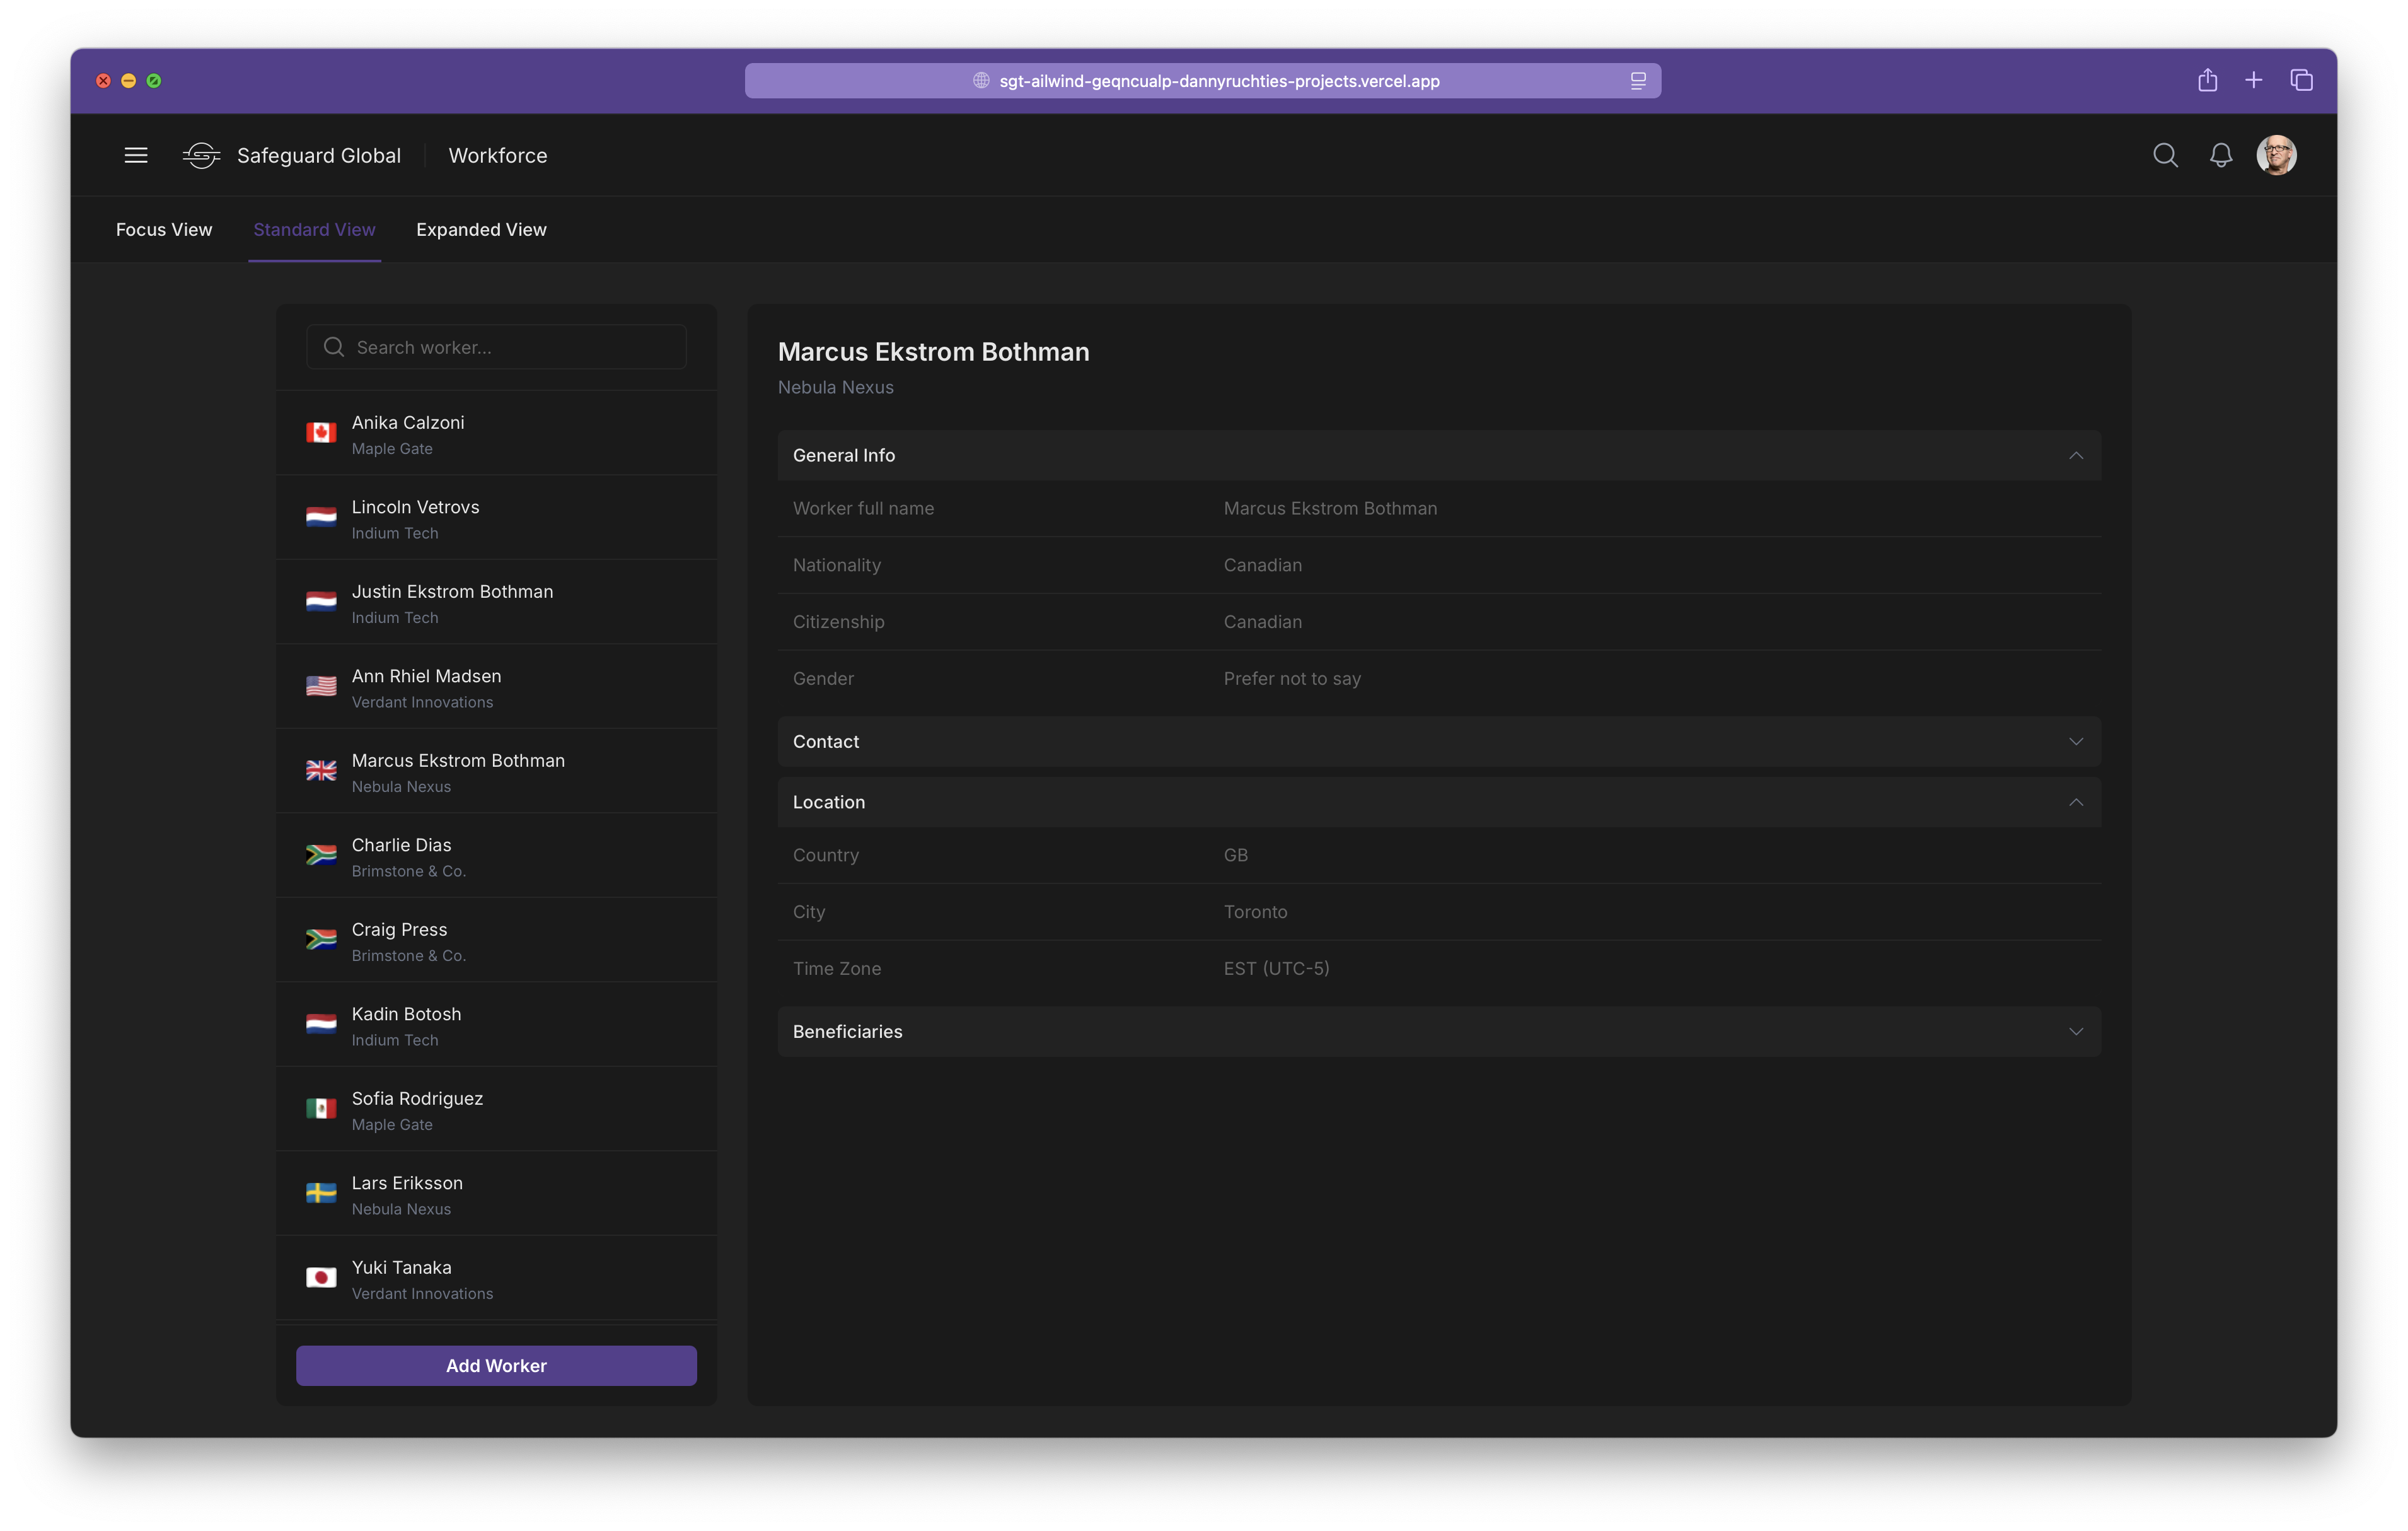 sgt-ailwind-geqncualp-dannyruchties-projects.vercel.app
Safeguard Global
Workforce
Focus View
Standard View
Expanded View
Search worker...
Anika Calzoni
Maple Gate
Lincoln Vetrovs
Indium Tech
Justin Ekstrom Bothman
Indium Tech
Ann Rhiel Madsen
Verdant Innovations
Marcus Ekstrom Bothman
Nebula Nexus
Charlie Dias
Brimstone & Co.
Craig Press
Brimstone & Co.
Kadin Botosh
Indium Tech
Sofia Rodriguez
Maple Gate
Lars Eriksson
Nebula Nexus
Yuki Tanaka
Verdant Innovations
Add Worker
Marcus Ekstrom Bothman
Nebula Nexus
General Info
Worker full name Marcus Ekstrom Bothman
Nationality Canadian
Citizenship Canadian
Gender Prefer not to say
Contact
Location
Country GB
City Toronto
Time Zone EST (UTC-5)
Beneficiaries